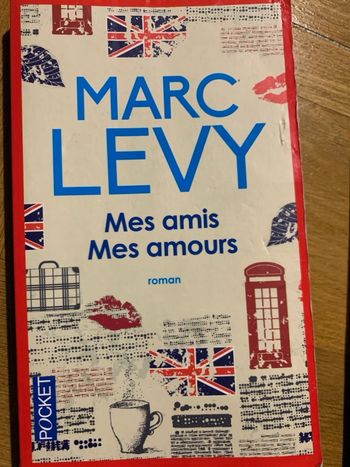 MARC
LEVY
Mes amis
Mes amours
roman
POCKET